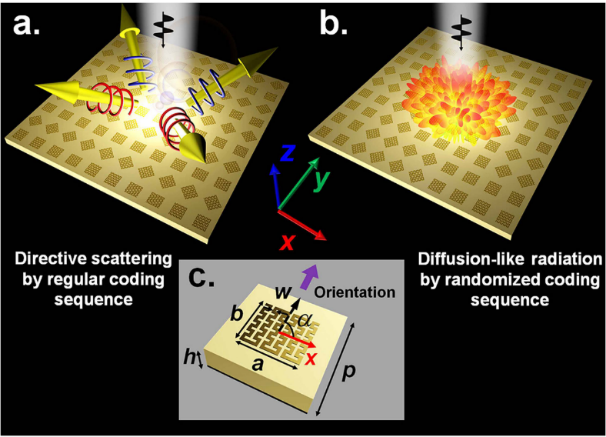 a.
b.
z
y
x
Directive scattering
by regular coding
sequence
Diffusion-like radiation
by randomized coding
sequence
c.
Orientation
w
b
α
x
a
h
p